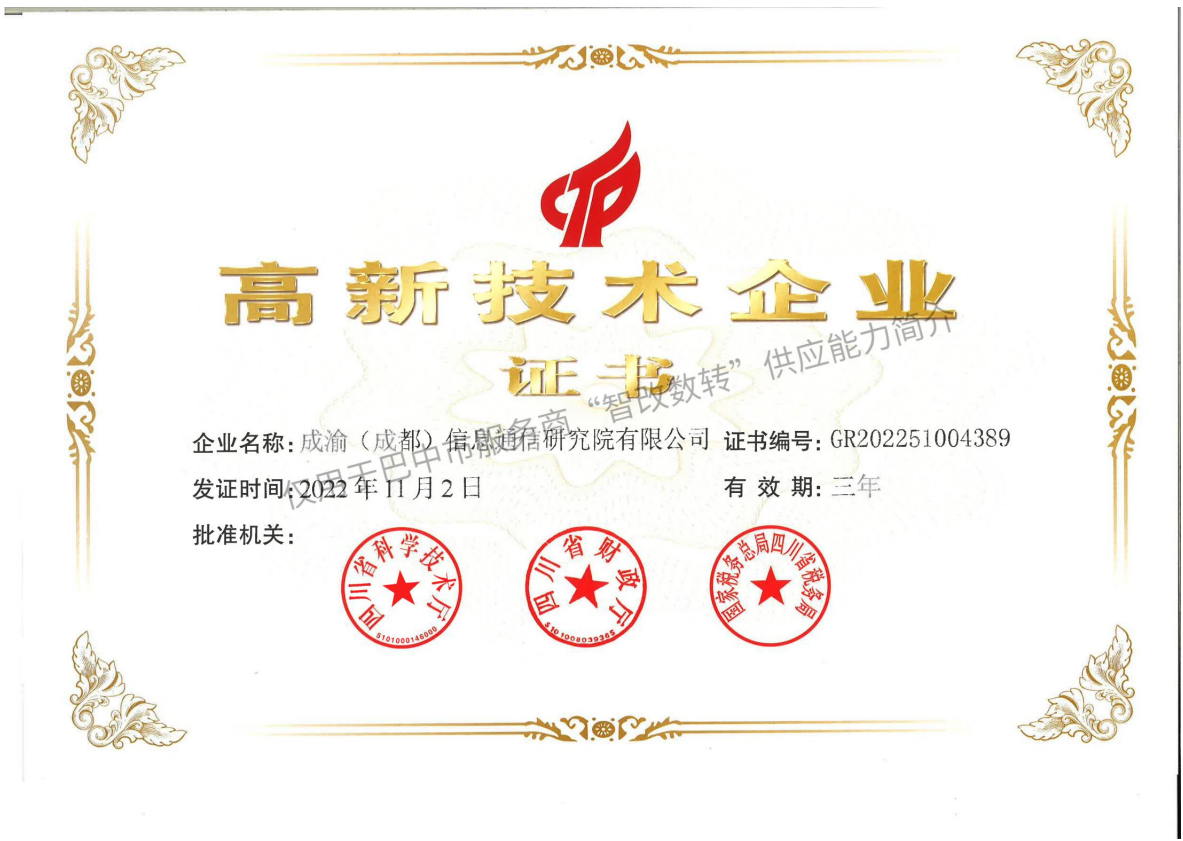 高新技术企业
证书
企业名称：成渝（成都）信息通信研究院有限公司 证书编号：GR202251004389
发证时间：2022年11月2日 有效期：三年
批准机关：
四川省科学技术厅
5101000146000
四川省财政厅
5101008039365
国家税务总局四川省税务局
仅用于巴中市服务商“智改数转”供应能力简介